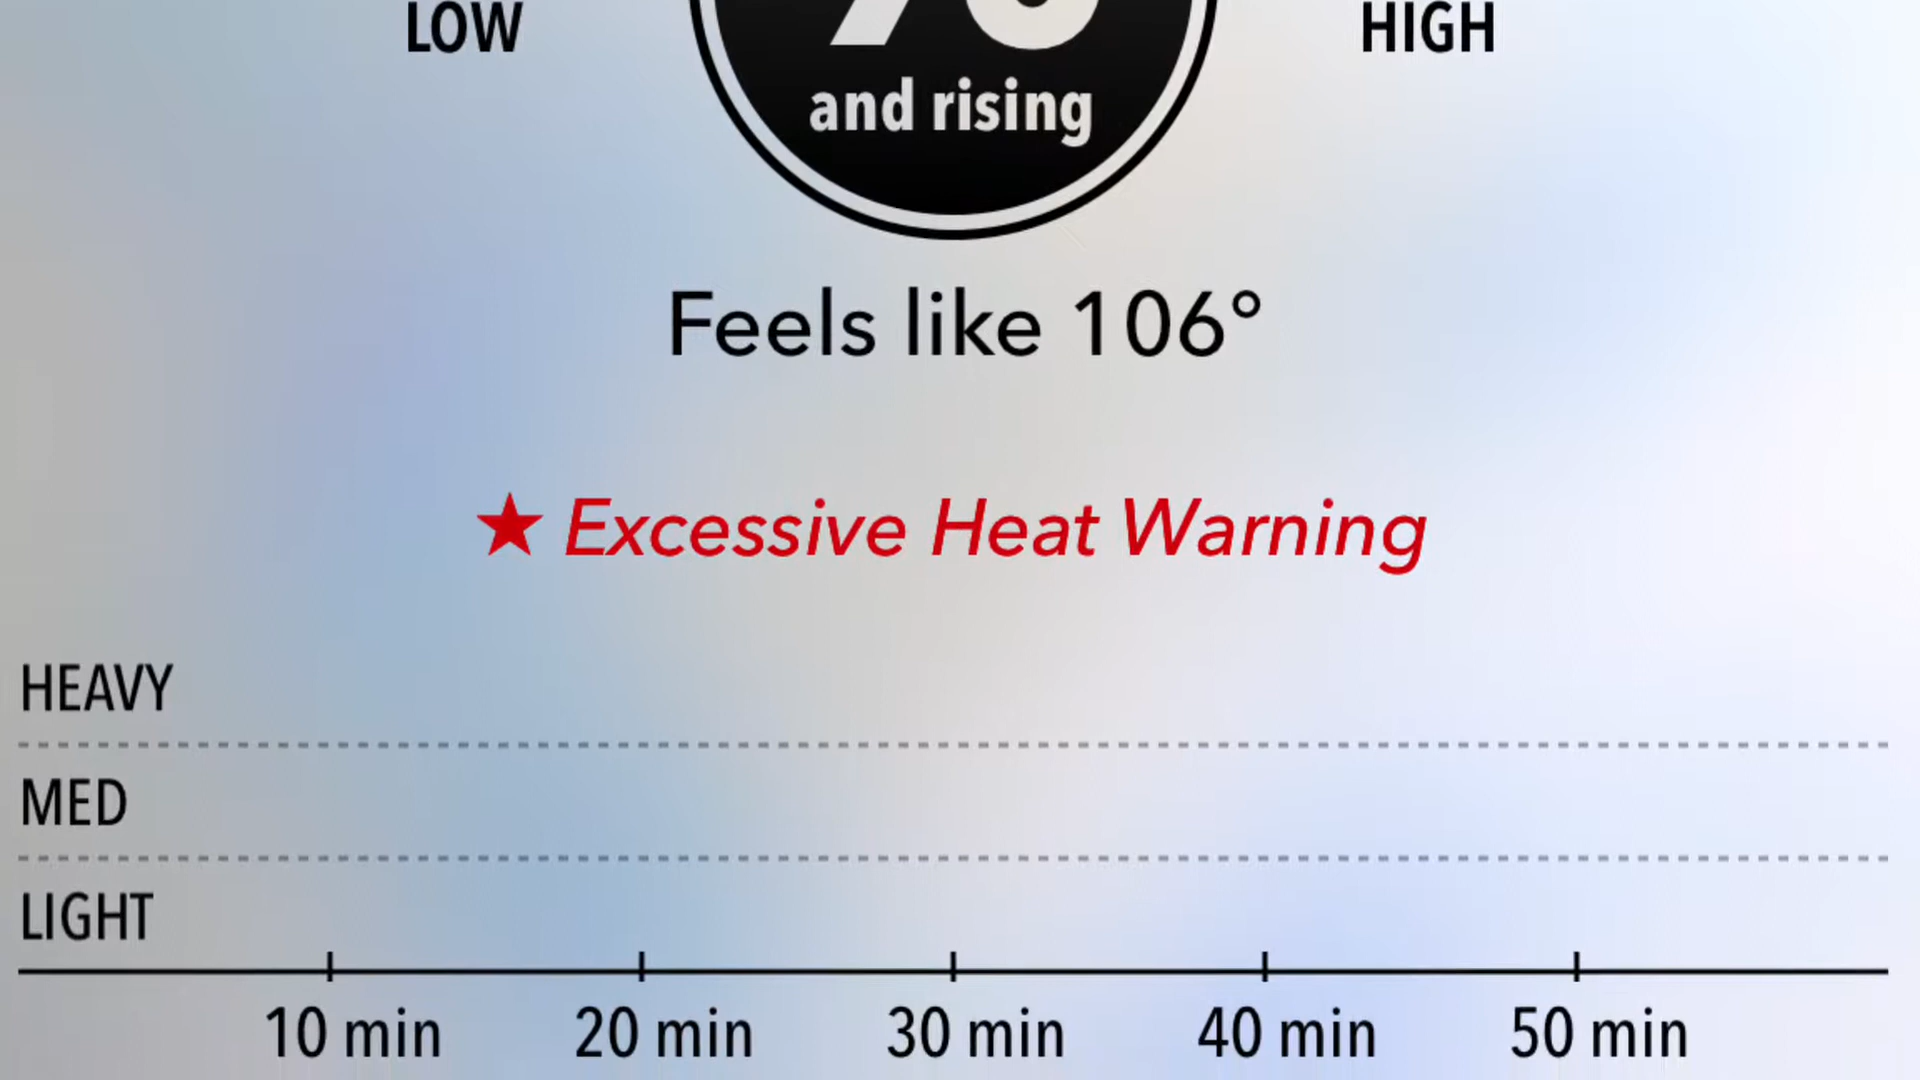 LOW
HIGH
and rising
Feels like 106°
★ Excessive Heat Warning
HEAVY
MED
LIGHT
10 min 20 min 30 min 40 min 50 min